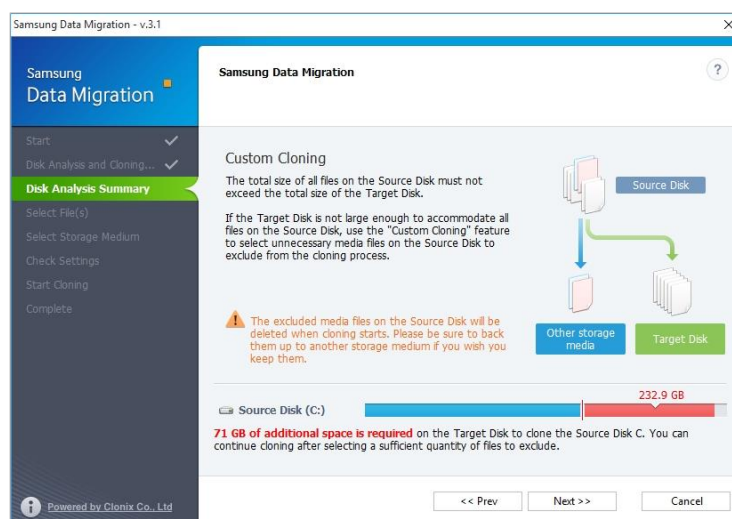 Samsung Data Migration - v.3.1
Samsung
Data Migration
Samsung Data Migration
?
Start
Disk Analysis and Cloning...
Disk Analysis Summary
Select File(s)
Select Storage Medium
Check Settings
Start Cloning
Complete
Custom Cloning
The total size of all files on the Source Disk must not
exceed the total size of the Target Disk.
If the Target Disk is not large enough to accommodate all
files on the Source Disk, use the "Custom Cloning" feature
to select unnecessary media files on the Source Disk to
exclude from the cloning process.
Source Disk
The excluded media files on the Source Disk will be
deleted when cloning starts. Please be sure to back
them up to another storage medium if you wish you
keep them.
Other storage
media
Target Disk
232.9 GB
Source Disk (C:)
71 GB of additional space is required on the Target Disk to clone the Source Disk C. You can
continue cloning after selecting a sufficient quantity of files to exclude.
Powered by Clonix Co., Ltd
<< Prev
Next >>
Cancel